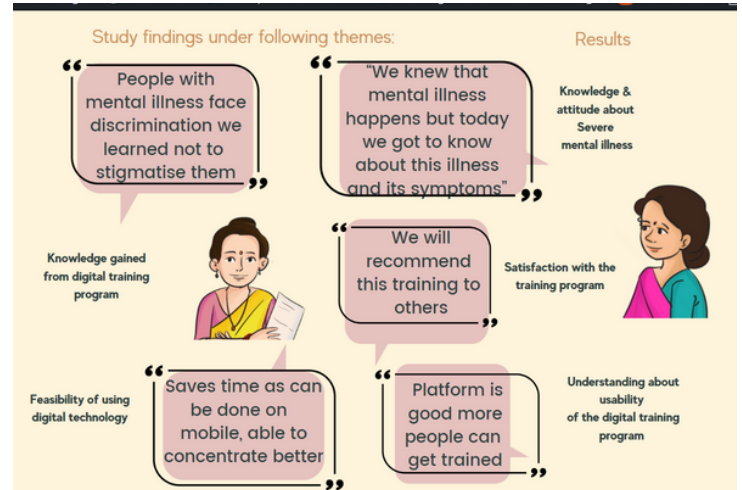 Study findings under following themes:
Results
People with
mental illness face
discrimination we
learned not to
stigmatise them
"We knew that
mental illness
happens but today
we got to know
about this illness
and its symptoms"
Knowledge &
attitude about
Severe
mental illness
Knowledge gained
from digital training
program
We will
recommend
this training to
others
Satisfaction with the
training program
Feasibility of using
digital technology
Saves time as can
be done on
mobile, able to
concentrate better
Platform is
good more
people can
get trained
Understanding about
usability
of the digital training
program